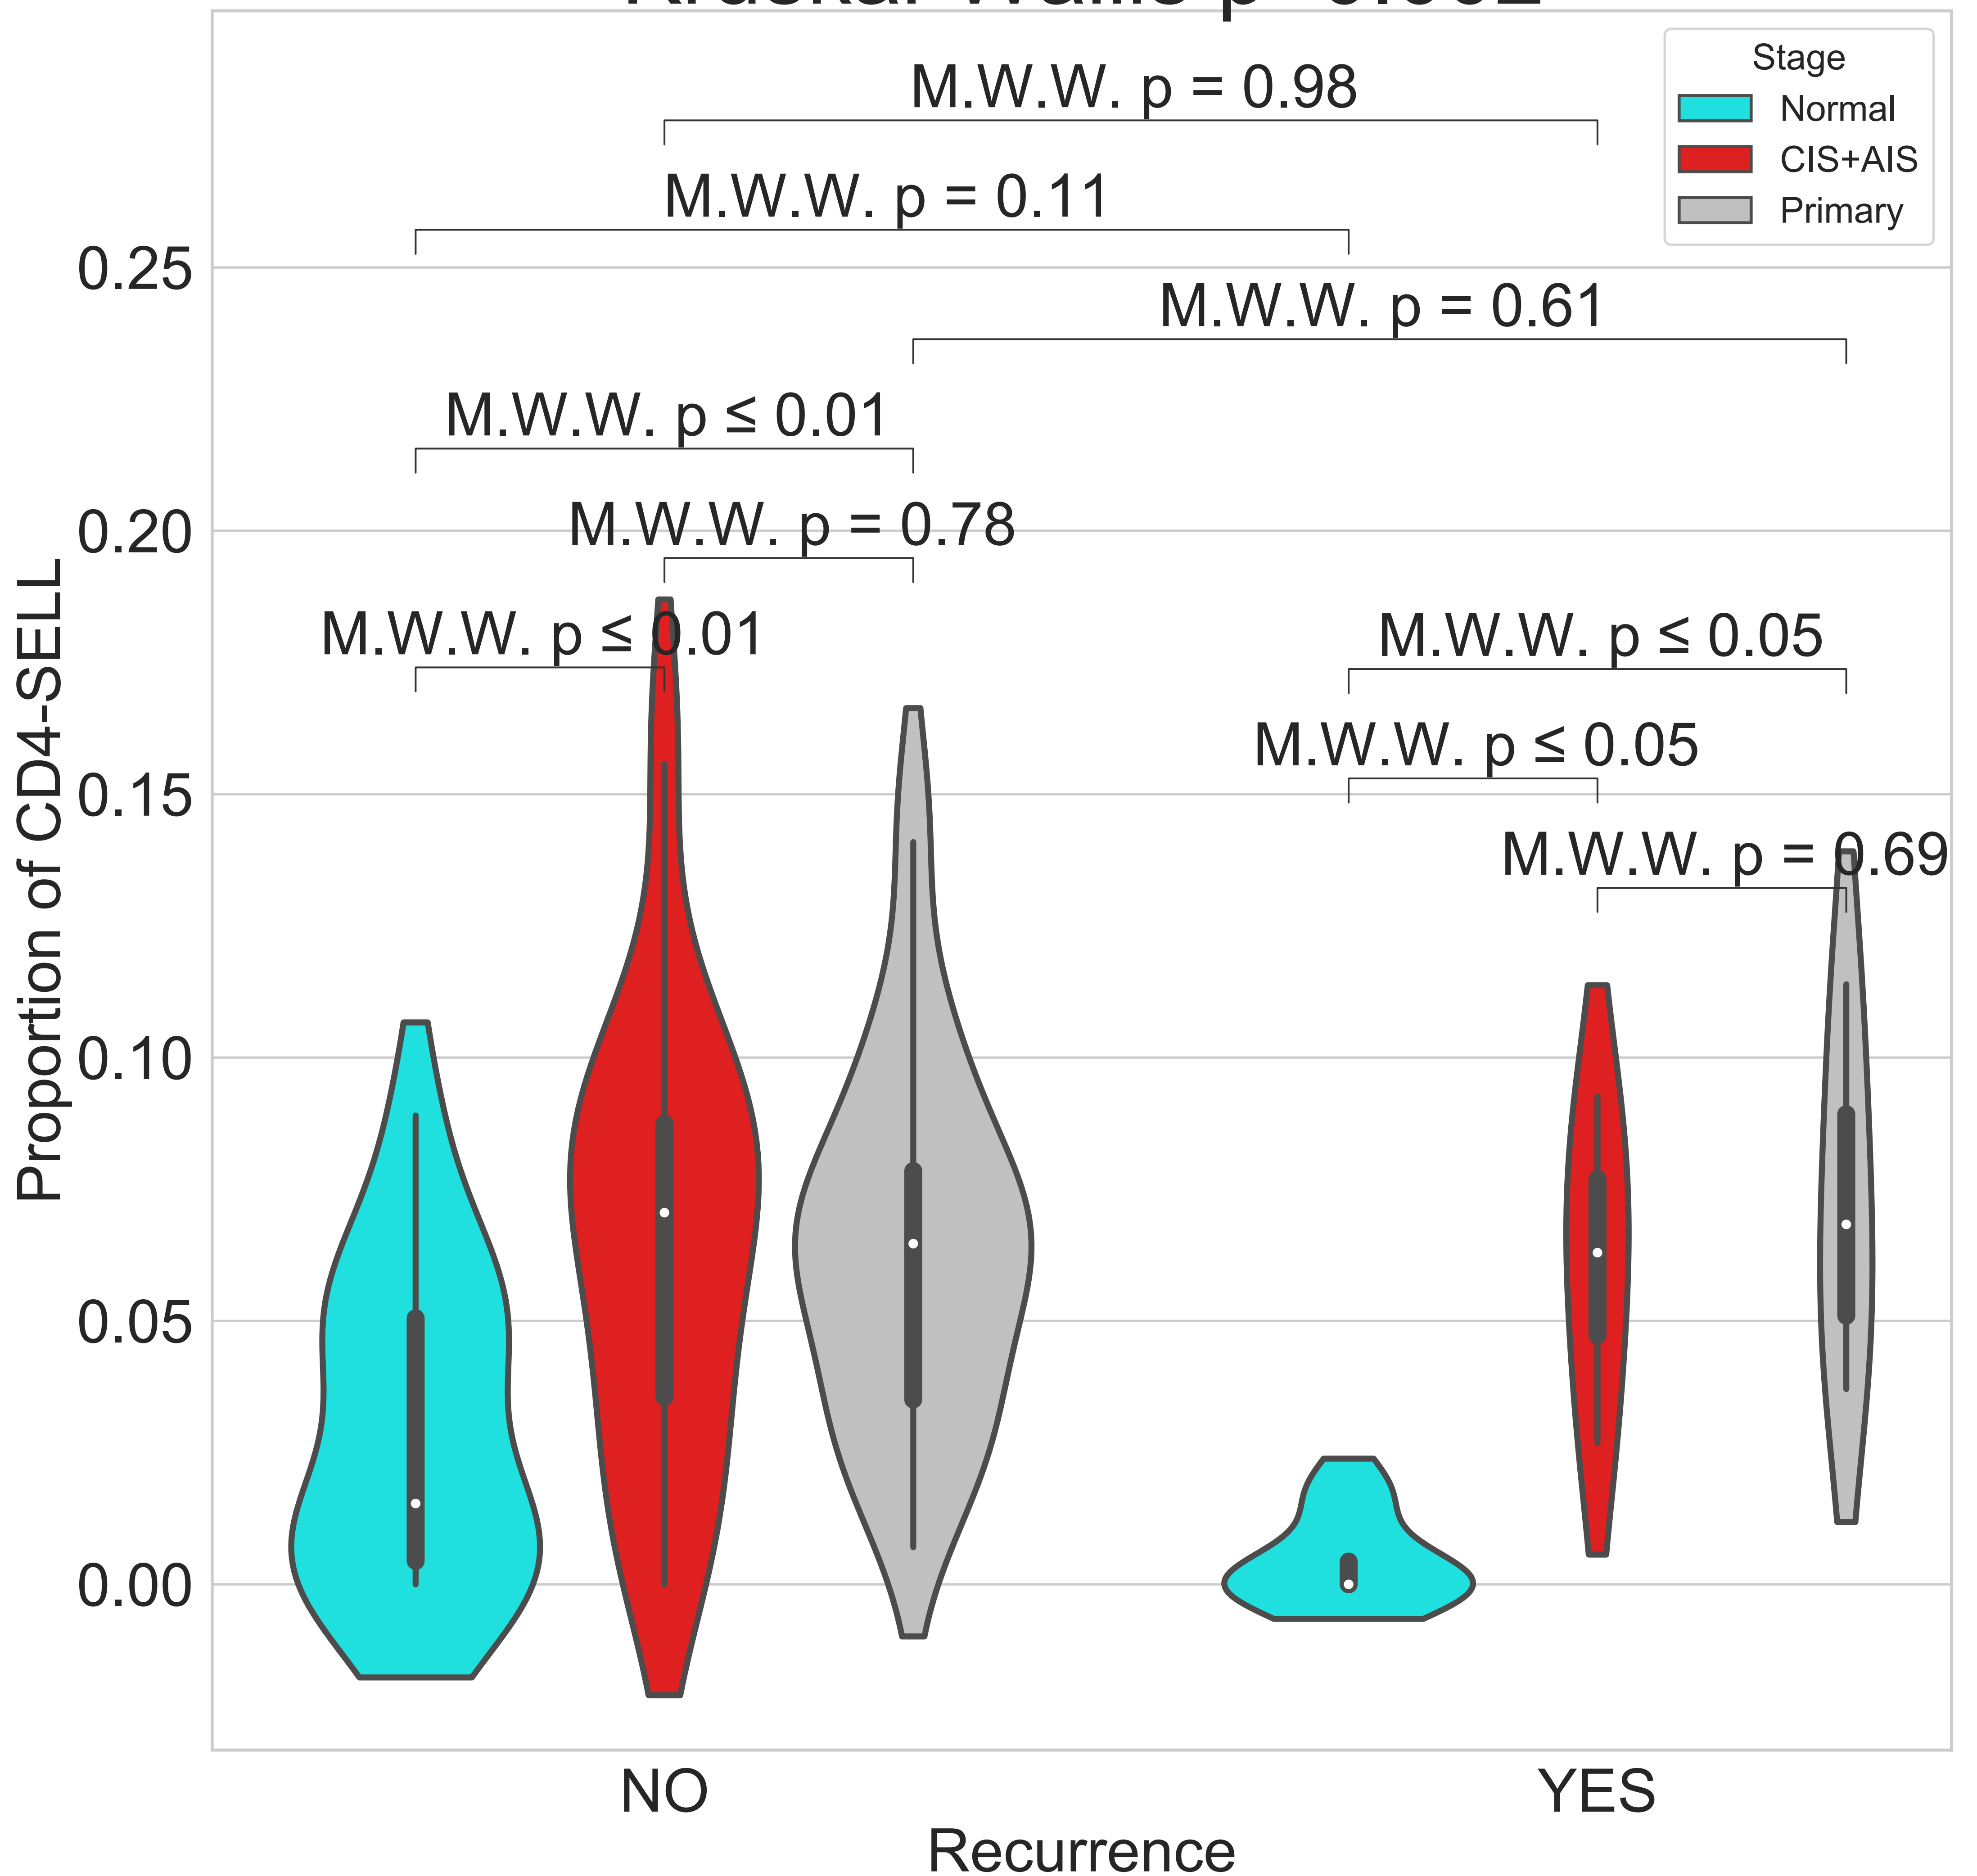 Stage
Normal
CIS+AIS
Primary
M.W.W. p = 0.98
M.W.W. p = 0.11
M.W.W. p = 0.61
M.W.W. p ≤ 0.01
M.W.W. p = 0.78
M.W.W. p ≤ 0.01
M.W.W. p ≤ 0.05
M.W.W. p ≤ 0.05
M.W.W. p = 0.69
Proportion of CD4-SELL
0.25
0.20
0.15
0.10
0.05
0.00
NO
YES
Recurrence